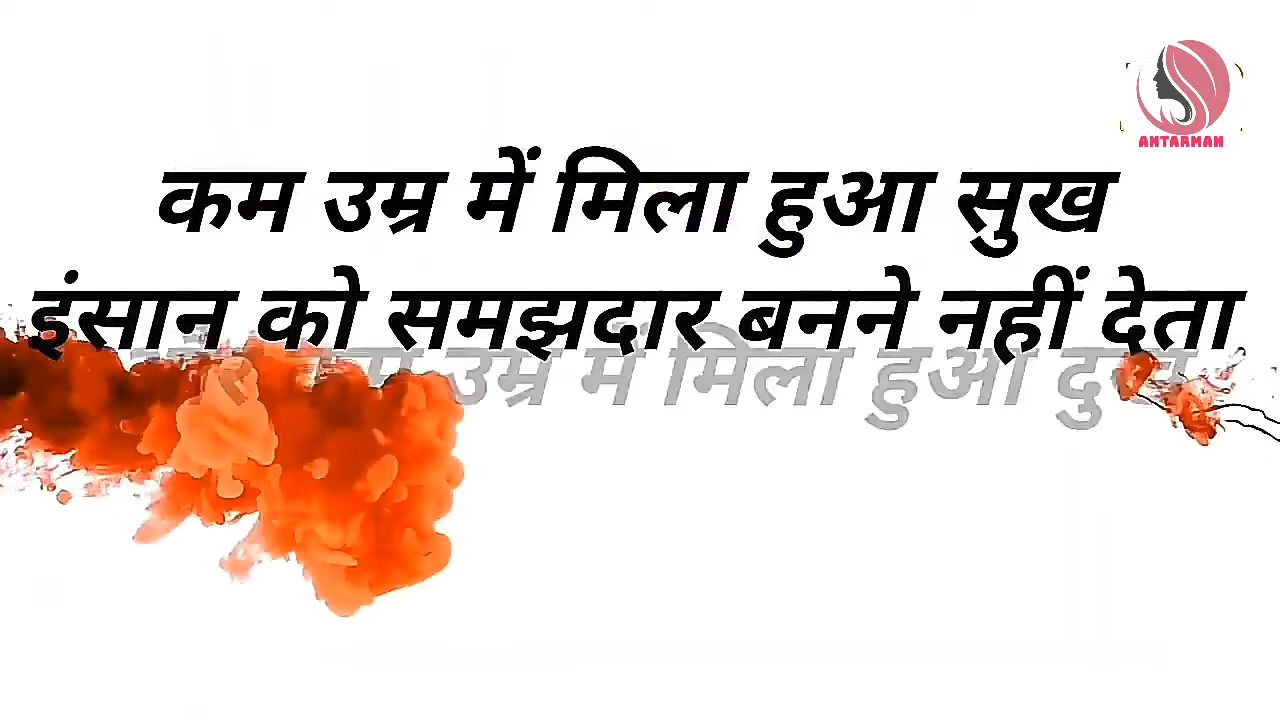 ANTARMAN
कम उम्र में मिला हुआ सुख
इंसान को समझदार बनने नहीं देता
उम्र में मिला हुआ